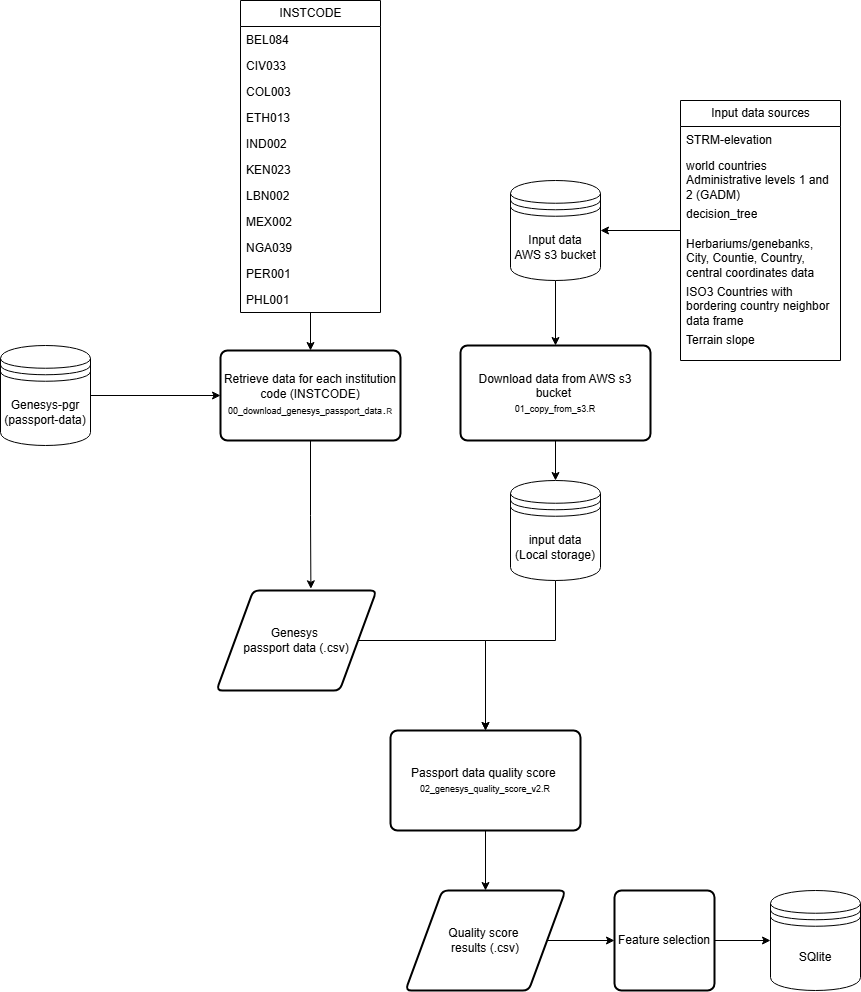 INSTCODE
BEL084
CIV033
COL003
ETH013
IND002
KEN023
LBN002
MEX002
NGA039
PER001
PHL001
Input data sources
STRM-elevation
world countries
Administrative levels 1 and
2 (GADM)
decision_tree
Herbariums/genebanks,
City, Countie, Country,
central coordinates data
ISO3 Countries with
bordering country neighbor
data frame
Terrain slope
Input data
AWS s3 bucket
Genesys-pgr
(passport-data)
Retrieve data for each institution
code (INSTCODE)
00_download_genesys_passport_data.R
Download data from AWS s3
bucket
01_copy_from_s3.R
input data
(Local storage)
Genesys
passport data (.csv)
Passport data quality score
02_genesys_quality_score_v2.R
Quality score
results (.csv)
Feature selection
SQlite